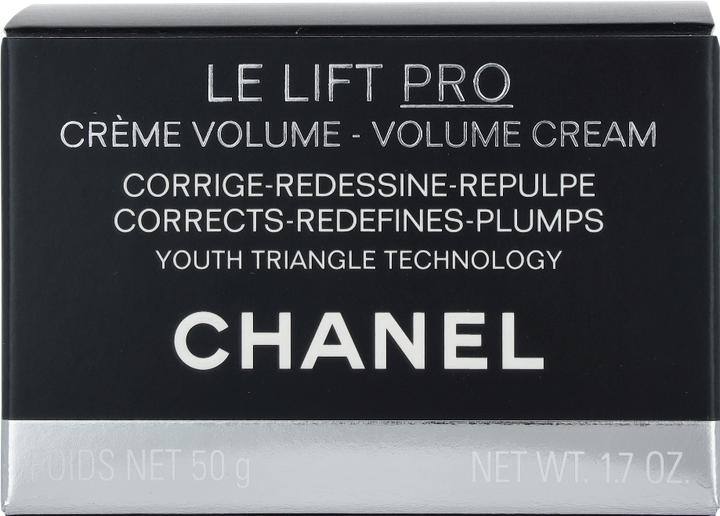 LE LIFT PRO
CRÈME VOLUME - VOLUME CREAM
CORRIGE-REDESSINE-REPULPE
CORRECTS-REDEFINES-PLUMPS
YOUTH TRIANGLE TECHNOLOGY
CHANEL
POIDS NET 50 g NET WT. 1.7 OZ.